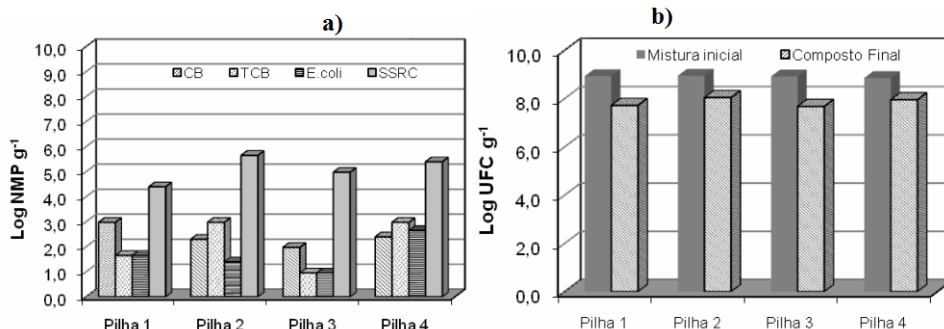 a)
10,0
9,0
8,0
7,0
6,0
5,0
4,0
3,0
2,0
1,0
0,0
Log NMP g⁻¹
CB TCB E.coli SSRC
Pilha 1 Pilha 2 Pilha 3 Pilha 4
b)
10,0
8,0
6,0
4,0
2,0
0,0
Log UFC g⁻¹
Mistura inicial Composto Final
Pilha 1 Pilha 2 Pilha 3 Pilha 4